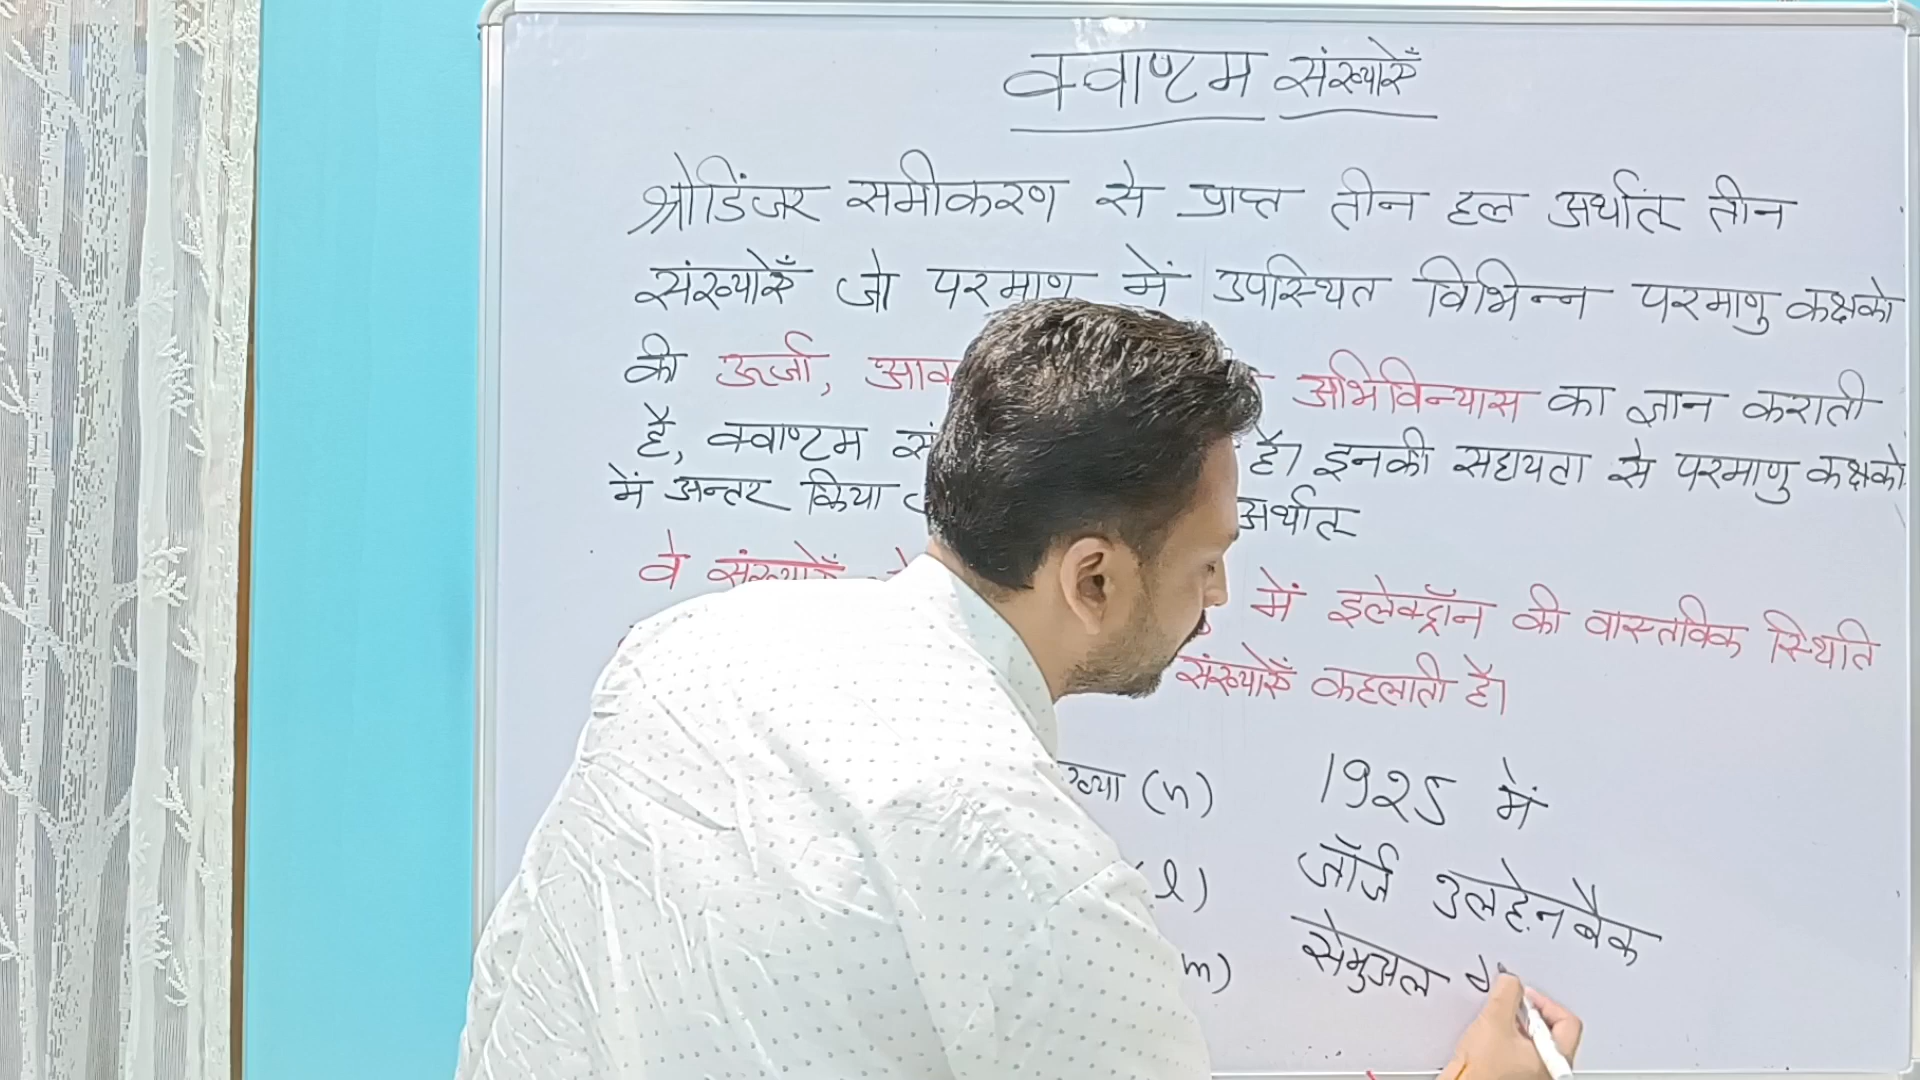 क्वाण्टम संख्याएँ
श्रोडिंजर समीकरण से प्राप्त तीन हल अर्थात् तीन
संख्याएँ जो परमाणु में उपस्थित विभिन्न परमाणु कक्षको
की ऊर्जा, अभिविन्यास का ज्ञान कराती
है, क्वाण्टम है। इनकी सहायता से परमाणु कक्षको
में अन्तर किया अर्थात्
वे संख्याएँ में इलेक्ट्रॉन की वास्तविक स्थिति
संख्याएँ कहलाती है।
(n) 1925 में
(l) जॉर्ज उलहेनबैक
m) सैमुअल